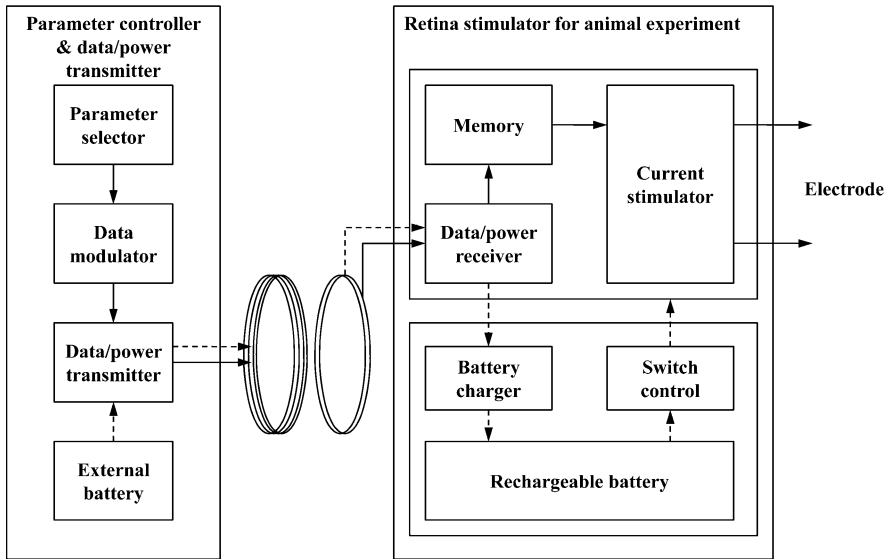 Parameter controller
& data/power
transmitter
Parameter
selector
Data
modulator
Data/power
transmitter
External
battery
Retina stimulator for animal experiment
Memory
Current
stimulator
Data/power
receiver
Electrode
Battery
charger
Switch
control
Rechargeable battery